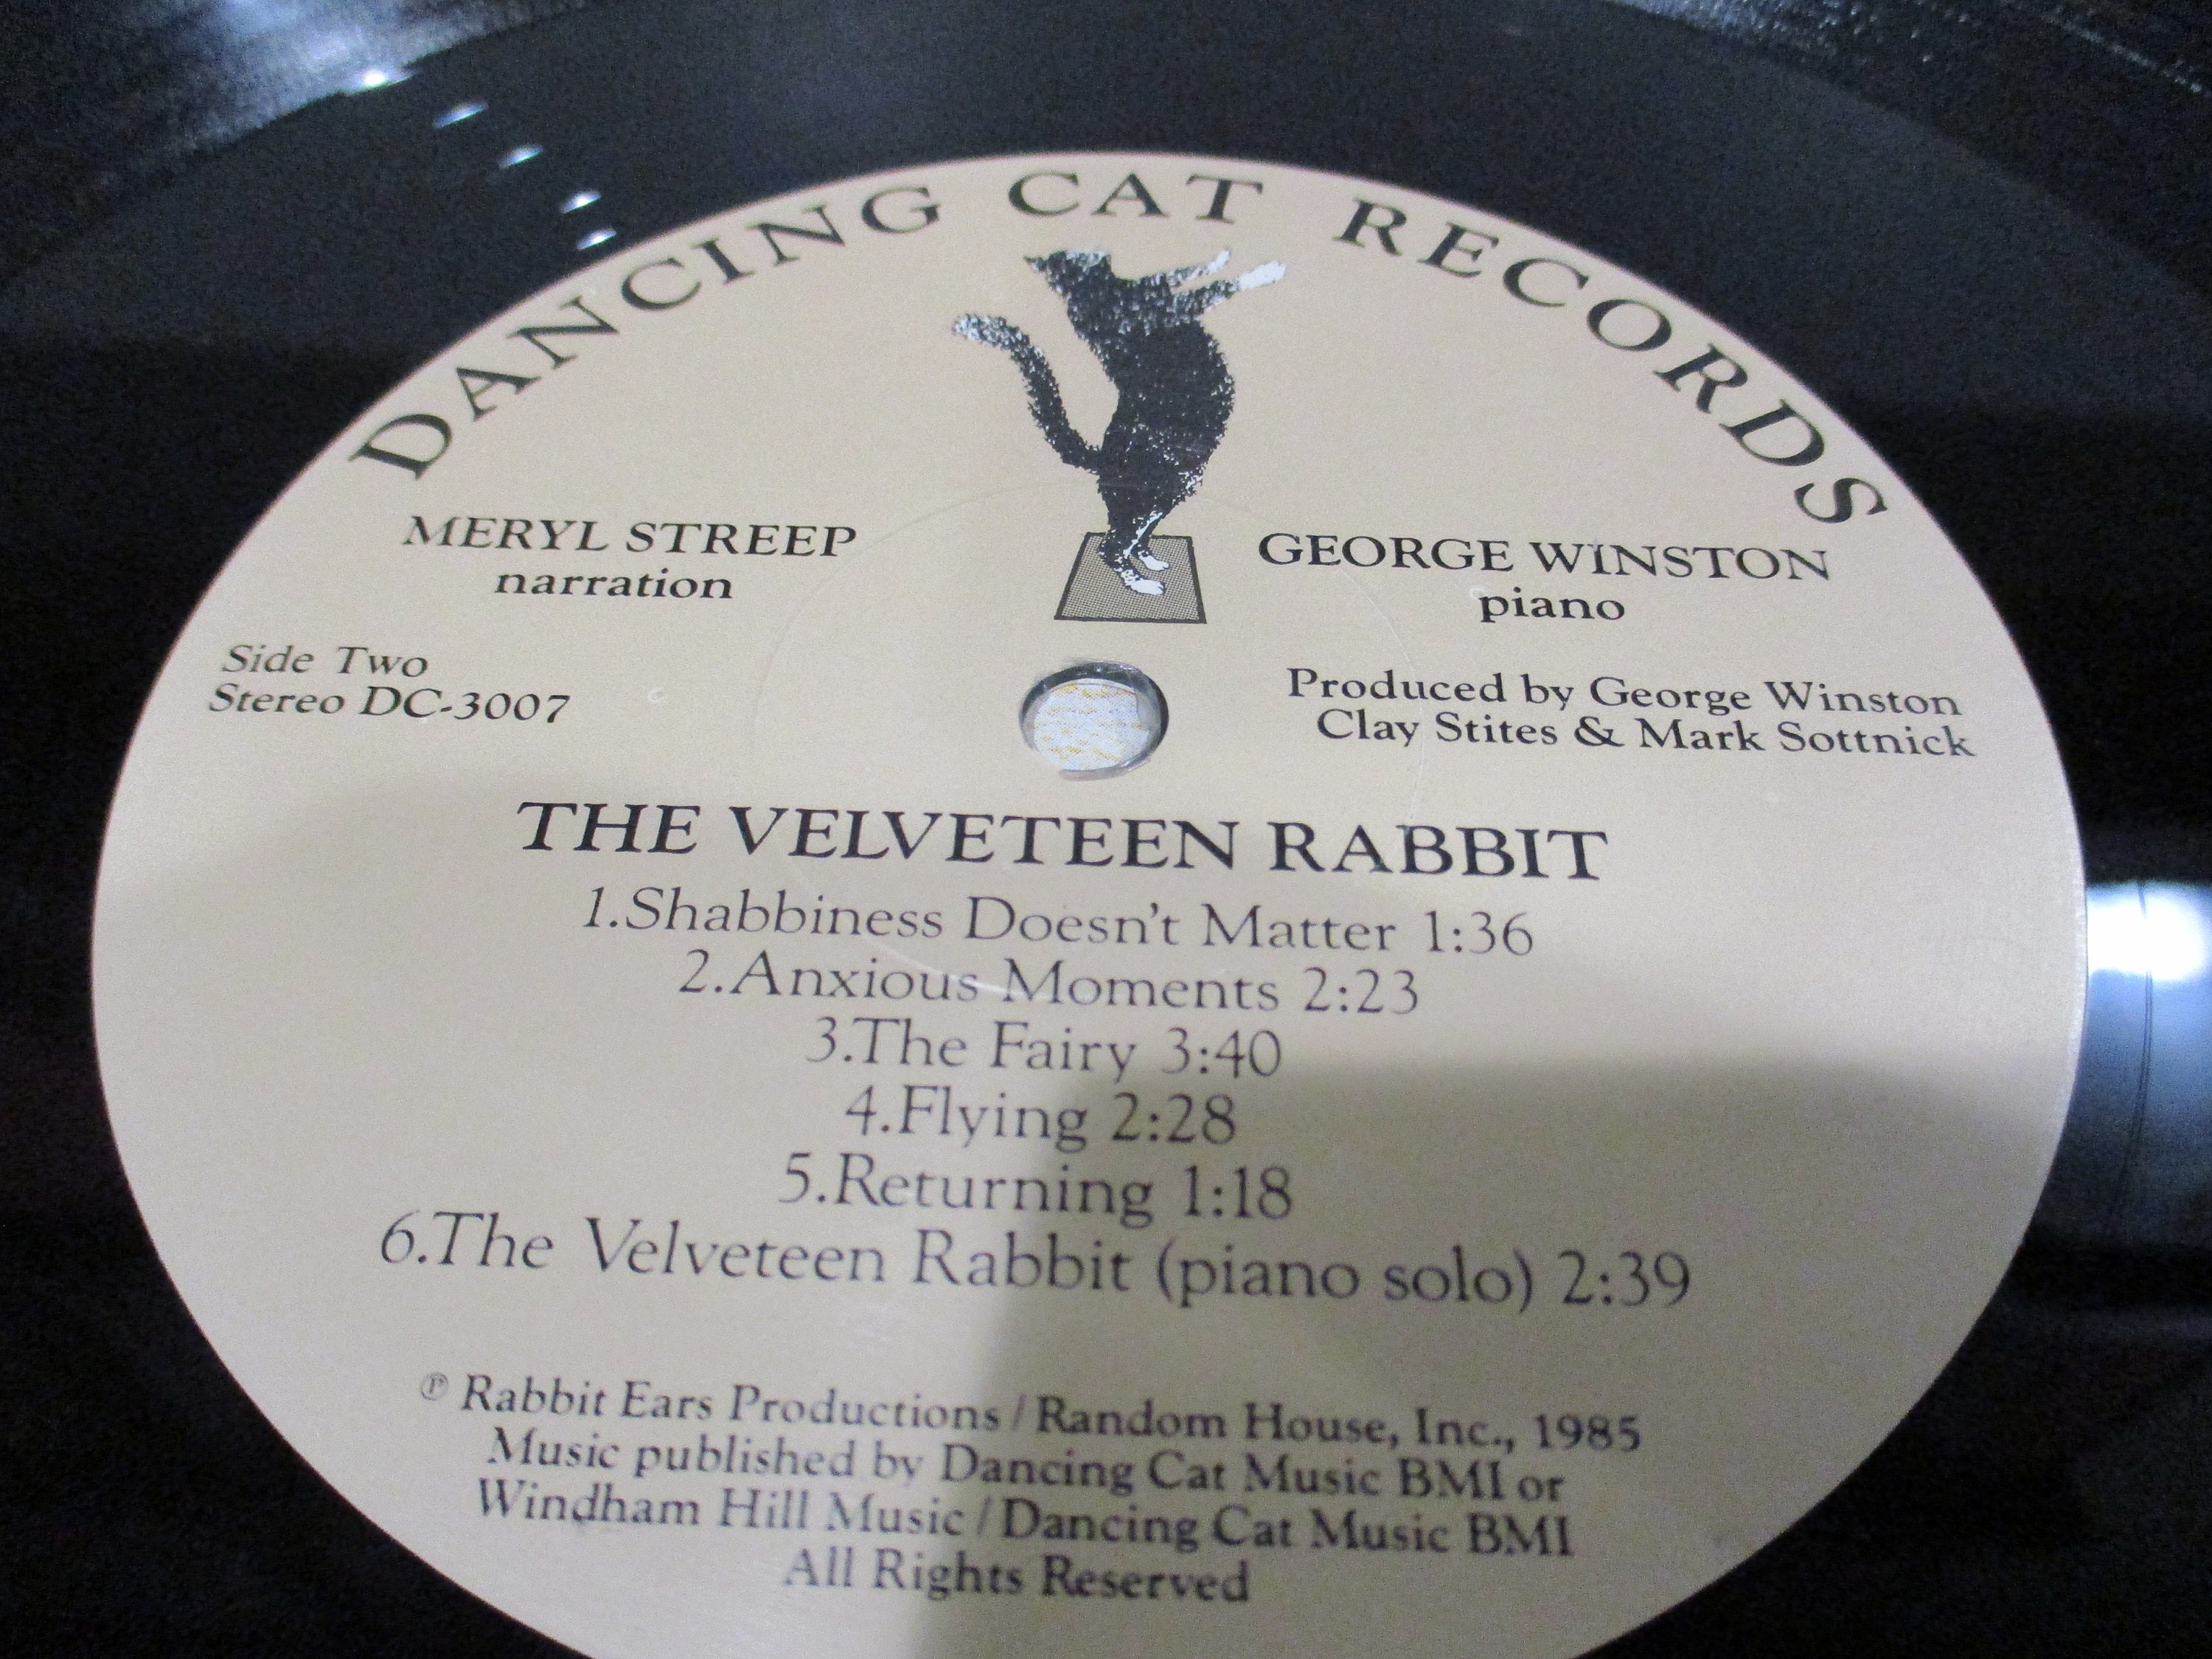 DANCING CAT RECORDS
MERYL STREEP
narration
GEORGE WINSTON
piano
Side Two
Stereo DC-3007
Produced by George Winston
Clay Stites & Mark Sottnick
THE VELVETEEN RABBIT
1.Shabbiness Doesn't Matter 1:36
2.Anxious Moments 2:23
3.The Fairy 3:40
4.Flying 2:28
5.Returning 1:18
6.The Velveteen Rabbit (piano solo) 2:39
℗ Rabbit Ears Productions / Random House, Inc., 1985
Music published by Dancing Cat Music BMI or
Windham Hill Music / Dancing Cat Music BMI
All Rights Reserved